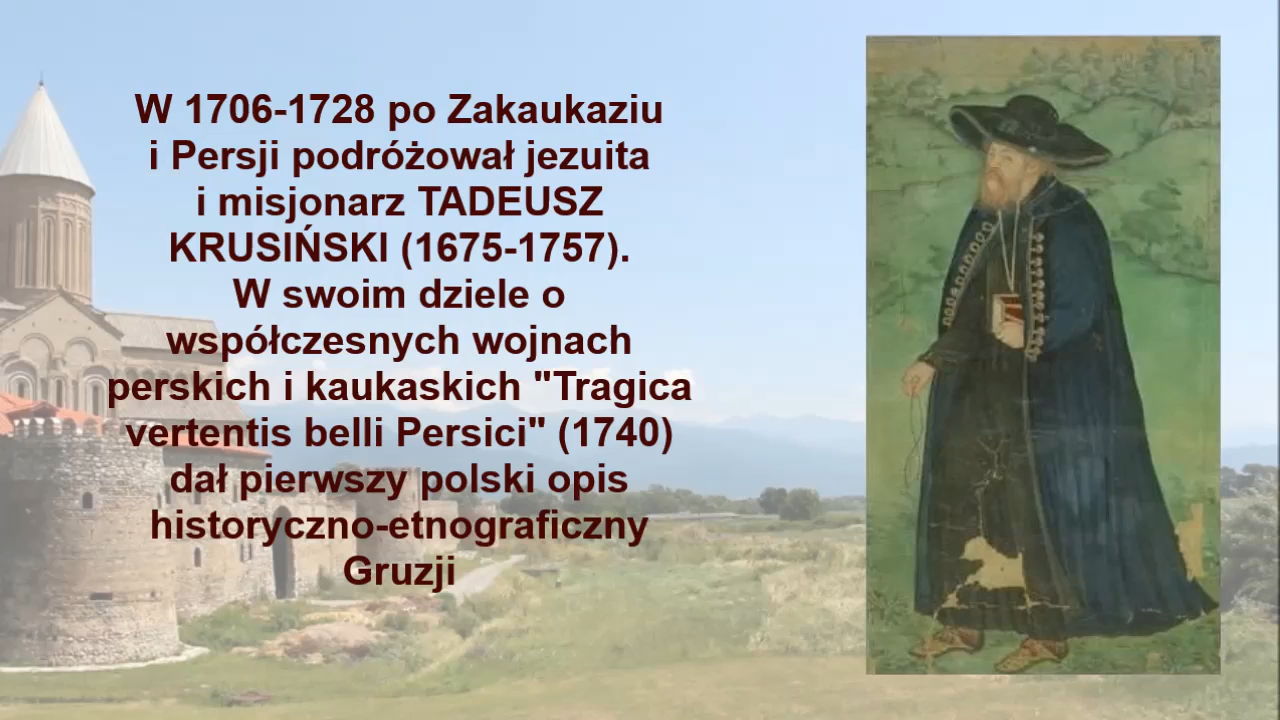 W 1706-1728 po Zakaukaziu
i Persji podróżował jezuita
i misjonarz TADEUSZ
KRUSIŃSKI (1675-1757).
W swoim dziele o
współczesnych wojnach
perskich i kaukaskich "Tragica
vertentis belli Persici" (1740)
dał pierwszy polski opis
historyczno-etnograficzny
Gruzji